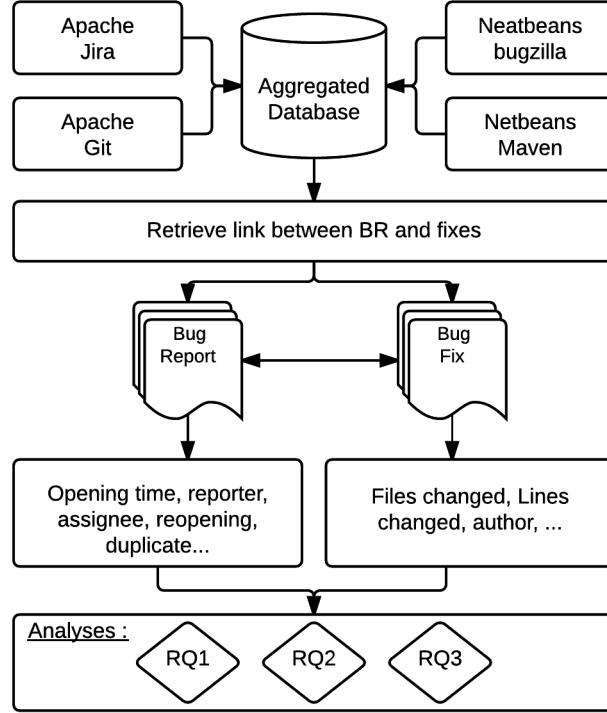 Apache
Jira
Neatbeans
bugzilla
Aggregated
Database
Apache
Git
Netbeans
Maven
Retrieve link between BR and fixes
Bug
Report
Bug
Fix
Opening time, reporter,
assignee, reopening,
duplicate...
Files changed, Lines
changed, author, ...
Analyses :
RQ1
RQ2
RQ3